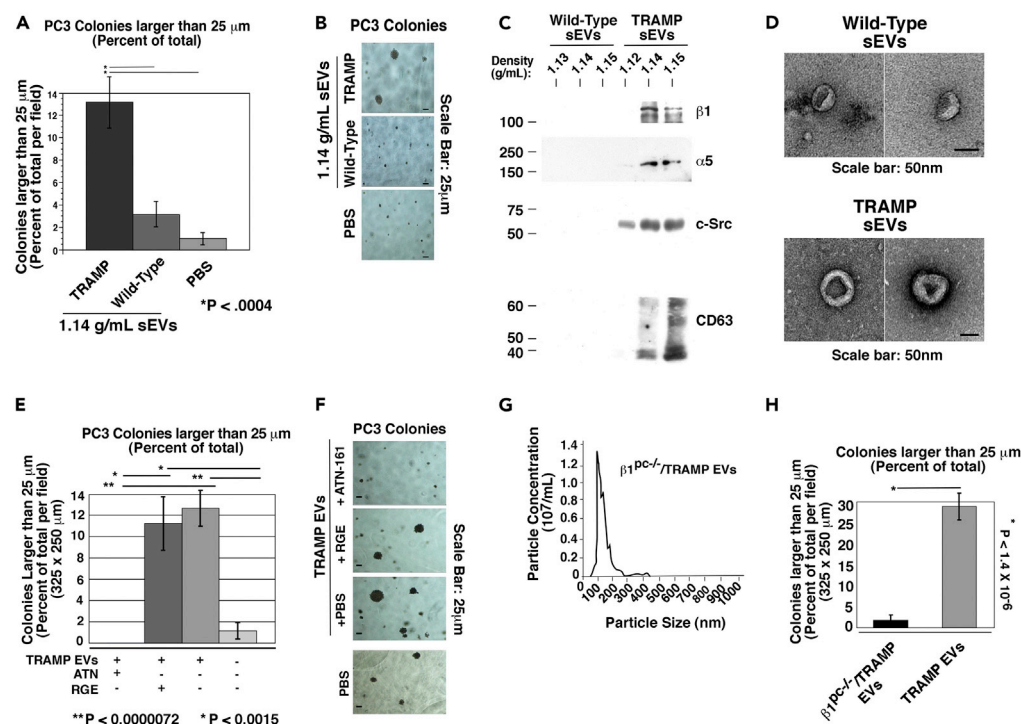 A
PC3 Colonies larger than 25 μm
(Percent of total)
*
*
Colonies larger than 25 μm
(Percent of total per field)
14
12
10
8
6
4
2
0
TRAMP
Wild-Type
PBS
1.14 g/mL sEVs
*P < .0004
B
PC3 Colonies
1.14 g/mL sEVs
TRAMP
Wild-Type
PBS
Scale Bar: 25μm
C
Wild-Type TRAMP
sEVs sEVs
Density
(g/mL):
1.13
1.14
1.15
1.12
1.14
1.15
100
β1
250
150
α5
75
50
c-Src
60
50
40
CD63
D
Wild-Type
sEVs
Scale bar: 50nm
TRAMP
sEVs
Scale bar: 50nm
E
PC3 Colonies larger than 25 μm
(Percent of total)
* *
** **
Colonies Larger than 25 μm
(Percent of total per field)
(325 x 250 μm)
14
12
10
8
6
4
2
0
TRAMP EVs + + + -
ATN + - - -
RGE - + - -
**P < 0.0000072 *P < 0.0015
F
PC3 Colonies
TRAMP EVs
+ ATN-161
+ RGE
+PBS
PBS
Scale Bar: 25μm
G
β1pc-/-/TRAMP EVs
Particle Concentration
(107/mL)
1.4
1.2
1.0
0.8
0.6
0.4
0.2
0
0 100 200 300 400 500 600 700 800 900 1000
Particle Size (nm)
H
Colonies larger than 25 μm
(Percent of total)
*
Colonies larger than 25 μm
(Percent of total per field)
(325 x 250 μm)
30
25
20
15
10
5
0
β1pc-/-/TRAMP
EVs
TRAMP EVs
* P < 1.4 X 10-6